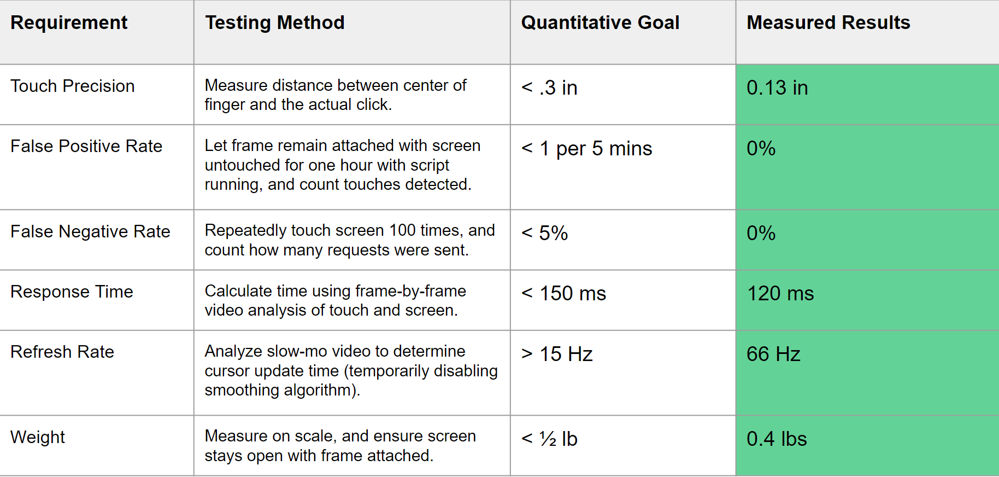 Requirement
Testing Method
Quantitative Goal
Measured Results
Touch Precision
Measure distance between center of
finger and the actual click.
< .3 in
0.13 in
False Positive Rate
Let frame remain attached with screen
untouched for one hour with script
running, and count touches detected.
< 1 per 5 mins
0%
False Negative Rate
Repeatedly touch screen 100 times, and
count how many requests were sent.
< 5%
0%
Response Time
Calculate time using frame-by-frame
video analysis of touch and screen.
< 150 ms
120 ms
Refresh Rate
Analyze slow-mo video to determine
cursor update time (temporarily disabling
smoothing algorithm).
> 15 Hz
66 Hz
Weight
Measure on scale, and ensure screen
stays open with frame attached.
< ½ lb
0.4 lbs